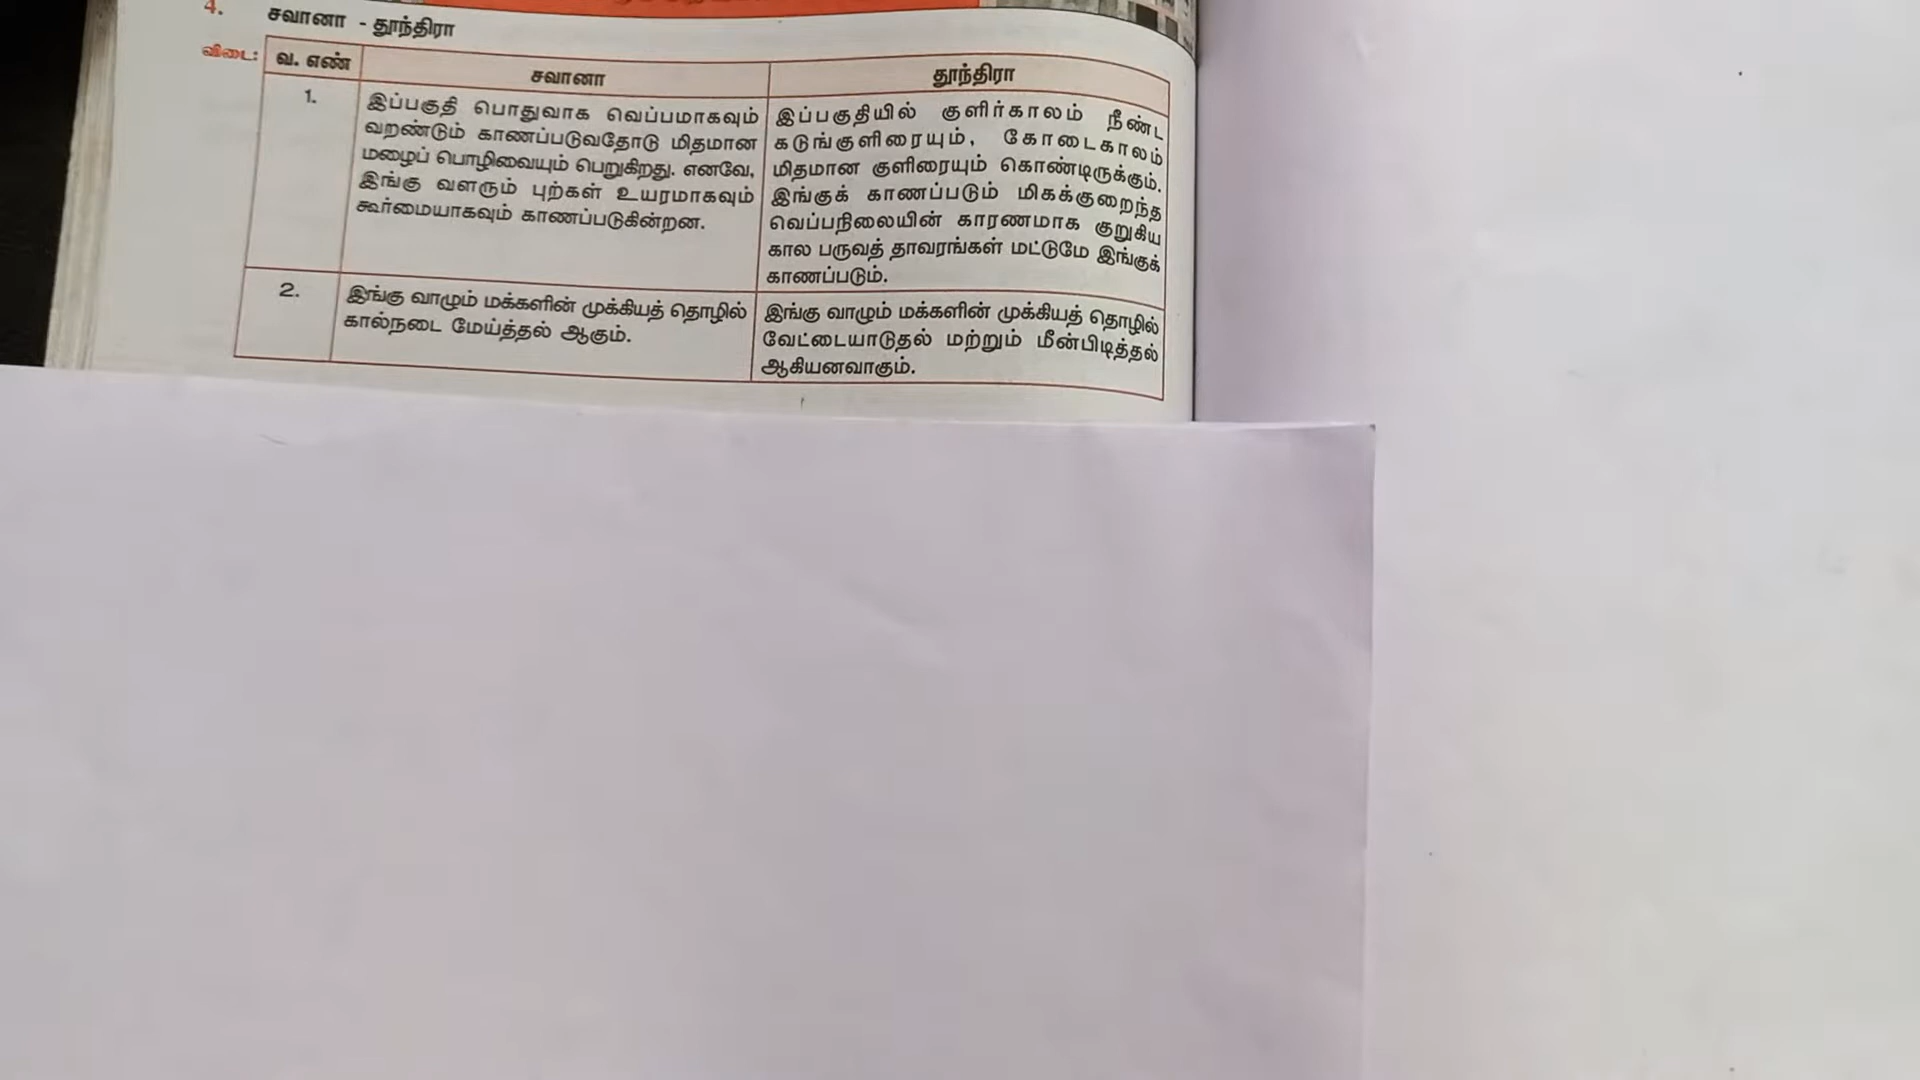 4. சவானா - தூந்திரா
விடை:
வ. எண்
சவானா
தூந்திரா
1.
இப்பகுதி பொதுவாக வெப்பமாகவும்
வறண்டும் காணப்படுவதோடு மிதமான
மழைப் பொழிவையும் பெறுகிறது. எனவே,
இங்கு வளரும் புற்கள் உயரமாகவும்
கூர்மையாகவும் காணப்படுகின்றன.
இப்பகுதியில் குளிர்காலம் நீண்ட
கடுங்குளிரையும், கோடைகாலம்
மிதமான குளிரையும் கொண்டிருக்கும்.
இங்குக் காணப்படும் மிகக்குறைந்த
வெப்பநிலையின் காரணமாக குறுகிய
கால பருவத் தாவரங்கள் மட்டுமே இங்குக்
காணப்படும்.
2.
இங்கு வாழும் மக்களின் முக்கியத் தொழில்
கால்நடை மேய்த்தல் ஆகும்.
இங்கு வாழும் மக்களின் முக்கியத் தொழில்
வேட்டையாடுதல் மற்றும் மீன்பிடித்தல்
ஆகியனவாகும்.